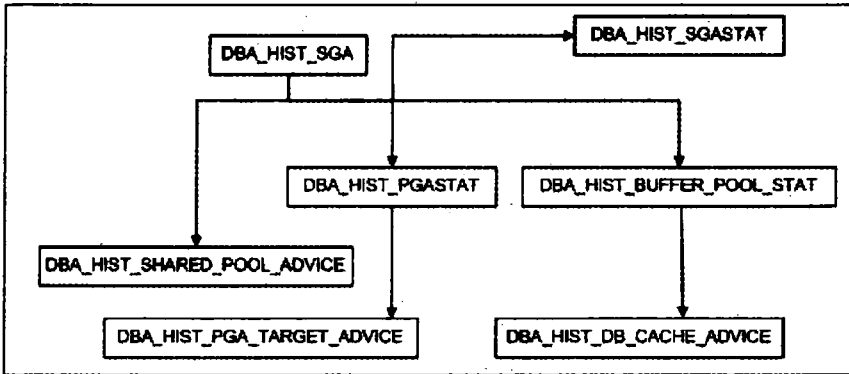 DBA_HIST_SGASTAT
DBA_HIST_SGA
DBA_HIST_PGASTAT
DBA_HIST_BUFFER_POOL_STAT
DBA_HIST_SHARED_POOL_ADVICE
DBA_HIST_PGA_TARGET_ADVICE
DBA_HIST_DB_CACHE_ADVICE